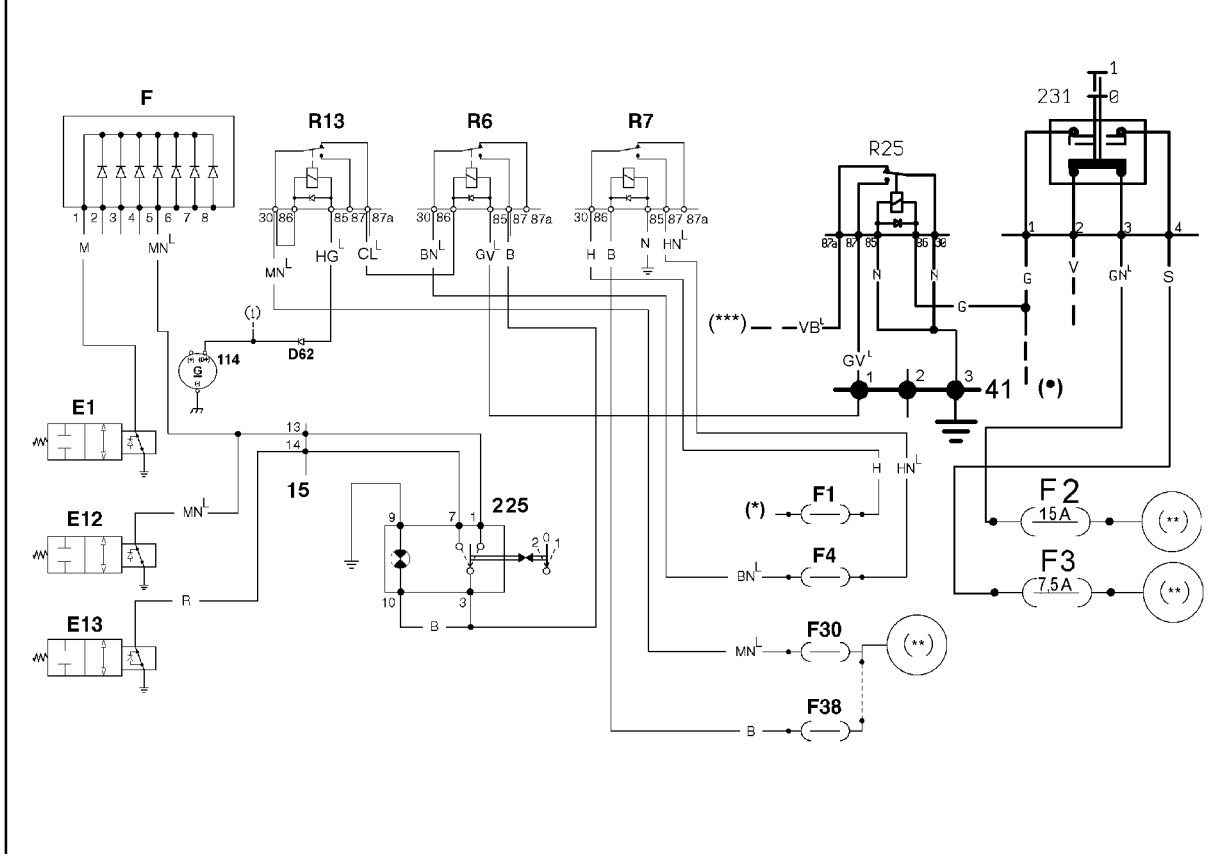 F
1 2 3 4 5 6 7 8
M
MN^L
R13
30 86 85 87 87a
MN^L
HG^L
CL^L
R6
30 86 85 87 87a
BN^L
GV^L
B
R7
30 86 85 87 87a
H
B
N
HN^L
R25
87a 87 85 86 30
N
N
G
231
1
0
1 2 3 4
G
V
GN^L
S
(***)
VB^L
GV^L
(1)
D62
114
(+) (D+)
G
(-)
1 2 3
41
(•)
E1
13
14
15
E12
MN^L
E13
R
225
9 7 1
2 0 1
10 3
B
H
HN^L
(*)
F1
BN^L
F4
MN^L
F30
(**)
B
F38
F2
15A
(**)
F3
7,5A
(**)